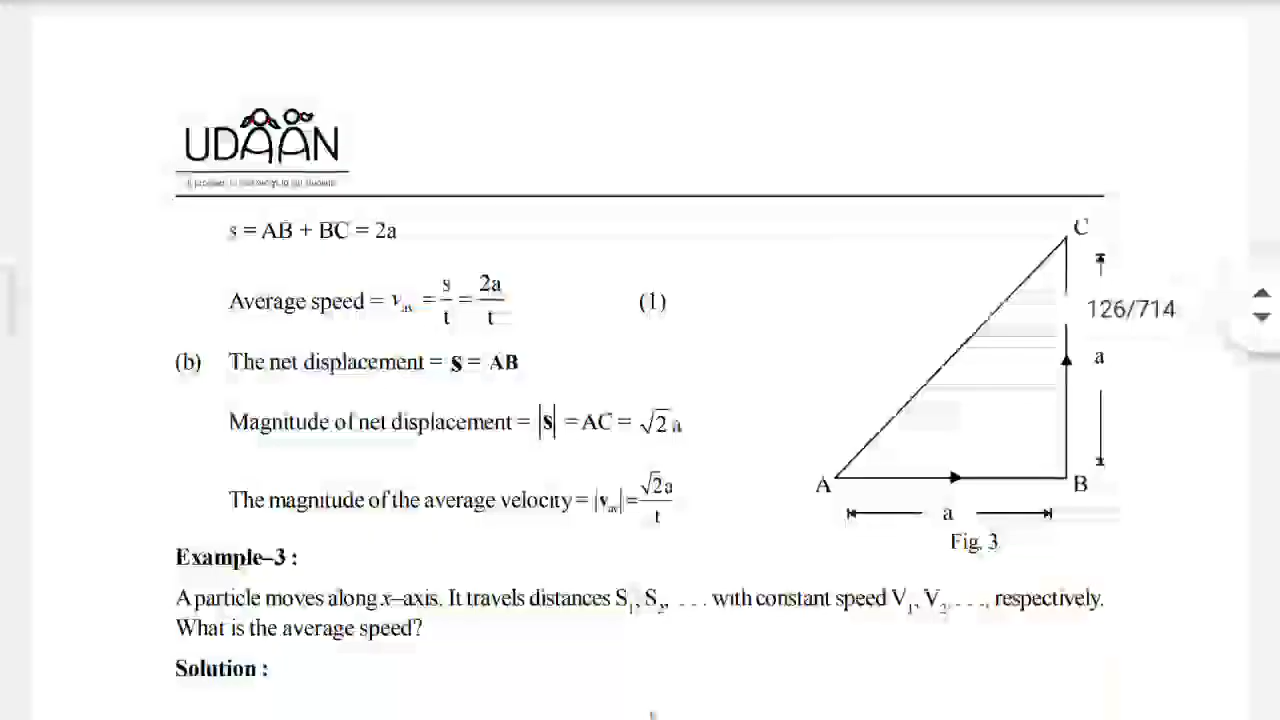 UDAAN
s = AB + BC = 2a
C
Average speed = v_av = s/t = 2a/t (1)
126/714
a
(b) The net displacement = s = AB
Magnitude of net displacement = |s| = AC = √2 a
A
B
The magnitude of the average velocity = |v_av| = √2a/t
a
Fig. 3
Example–3 :
A particle moves along x–axis. It travels distances S₁, S₂, . . . with constant speed V₁, V₂, . . ., respectively.
What is the average speed?
Solution :